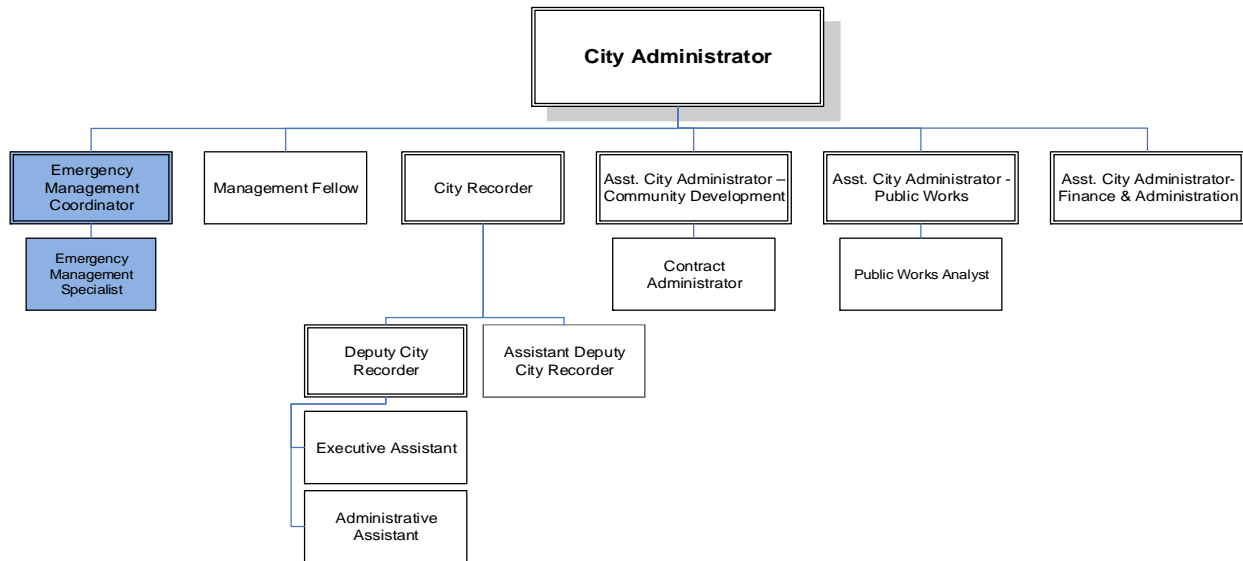 City Administrator
Emergency
Management
Coordinator
Management Fellow
City Recorder
Asst. City Administrator –
Community Development
Asst. City Administrator -
Public Works
Asst. City Administrator-
Finance & Administration
Emergency
Management
Specialist
Contract
Administrator
Public Works Analyst
Deputy City
Recorder
Assistant Deputy
City Recorder
Executive Assistant
Administrative
Assistant